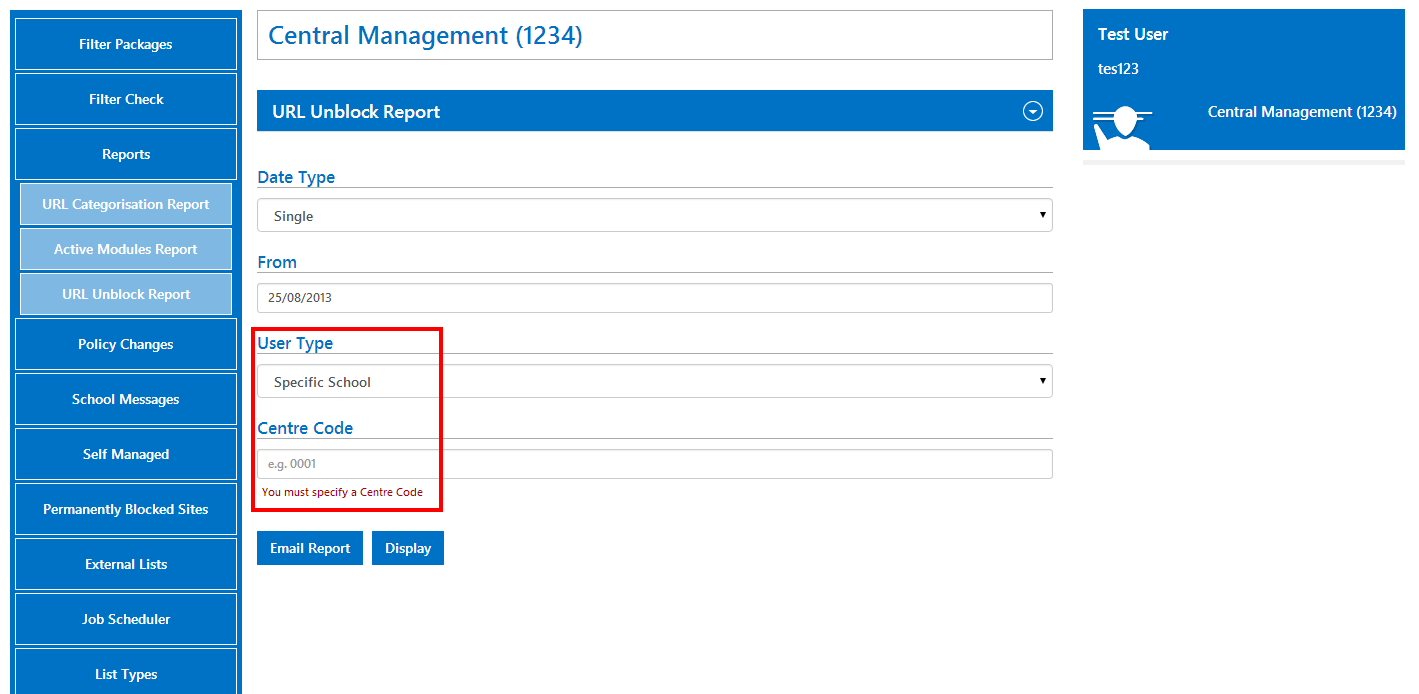 Filter Packages
Filter Check
Reports
URL Categorisation Report
Active Modules Report
URL Unblock Report
Policy Changes
School Messages
Self Managed
Permanently Blocked Sites
External Lists
Job Scheduler
List Types
Central Management (1234)
URL Unblock Report
Date Type
Single
From
25/08/2013
User Type
Specific School
Centre Code
e.g. 0001
You must specify a Centre Code
Email Report
Display
Test User
tes123
Central Management (1234)